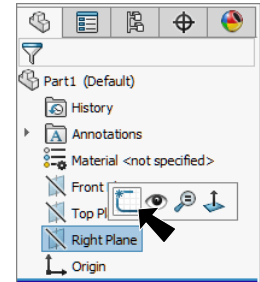 Part1 (Default)
History
Annotations
Material <not specified>
Front
Top Pl
Right Plane
Origin